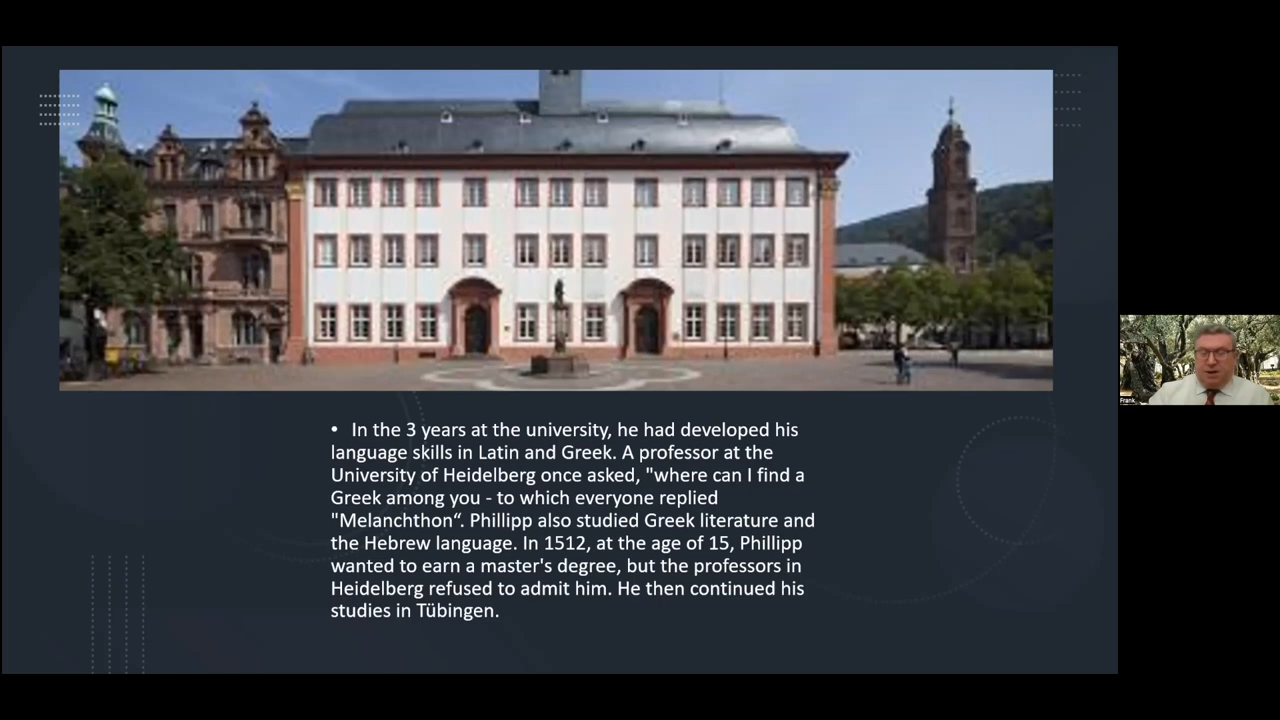 • In the 3 years at the university, he had developed his
language skills in Latin and Greek. A professor at the
University of Heidelberg once asked, "where can I find a
Greek among you - to which everyone replied
"Melanchthon“. Phillipp also studied Greek literature and
the Hebrew language. In 1512, at the age of 15, Phillipp
wanted to earn a master's degree, but the professors in
Heidelberg refused to admit him. He then continued his
studies in Tübingen.
Frank